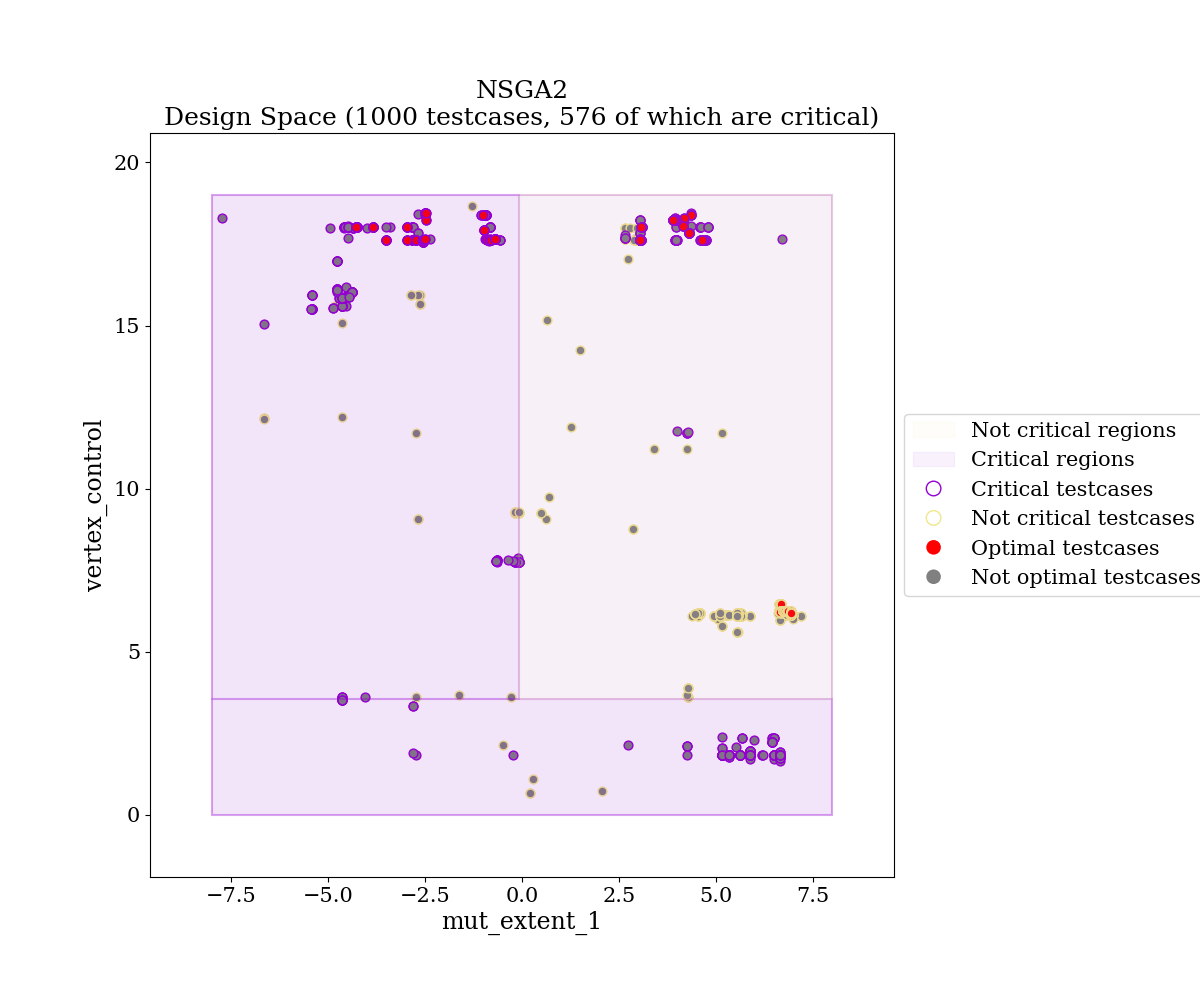 NSGA2
Design Space (1000 testcases, 576 of which are critical)
20
15
10
5
0
vertex_control
−7.5
−5.0
−2.5
0.0
2.5
5.0
7.5
mut_extent_1
Not critical regions
Critical regions
Critical testcases
Not critical testcases
Optimal testcases
Not optimal testcases